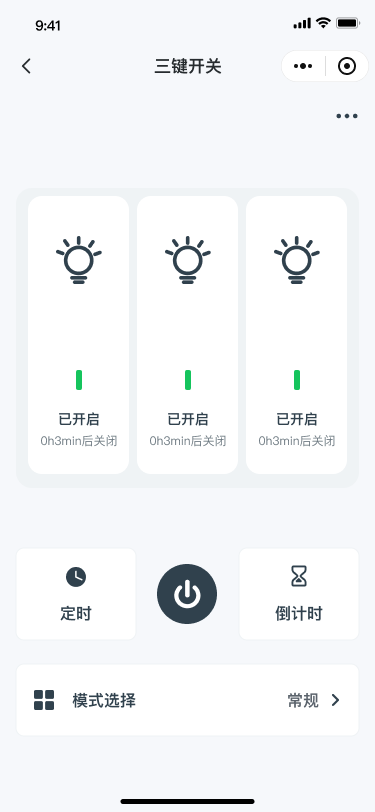 9:41
三键开关
已开启 已开启 已开启
0h3min后关闭 0h3min后关闭 0h3min后关闭
定时 倒计时
模式选择 常规